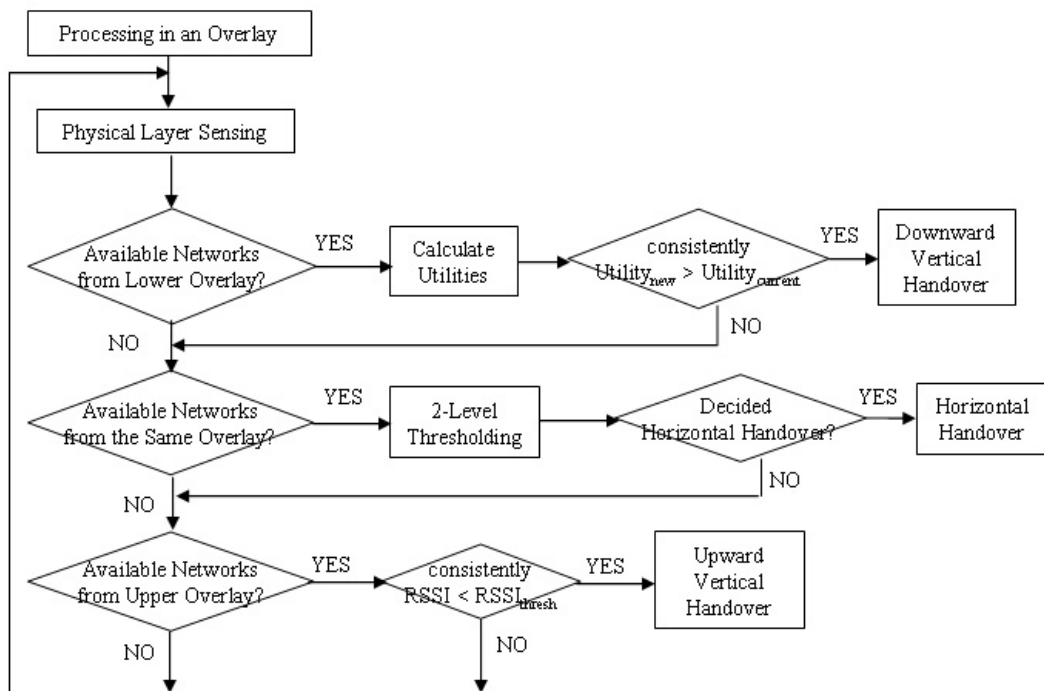 Processing in an Overlay
Physical Layer Sensing
Available Networks
from Lower Overlay?
YES
Calculate
Utilities
consistently
Utility_new > Utility_current
YES
Downward
Vertical
Handover
NO
NO
Available Networks
from the Same Overlay?
YES
2-Level
Thresholding
Decided
Horizontal Handover?
YES
Horizontal
Handover
NO
NO
Available Networks
from Upper Overlay?
YES
consistently
RSSI < RSSI_thresh
YES
Upward
Vertical
Handover
NO
NO